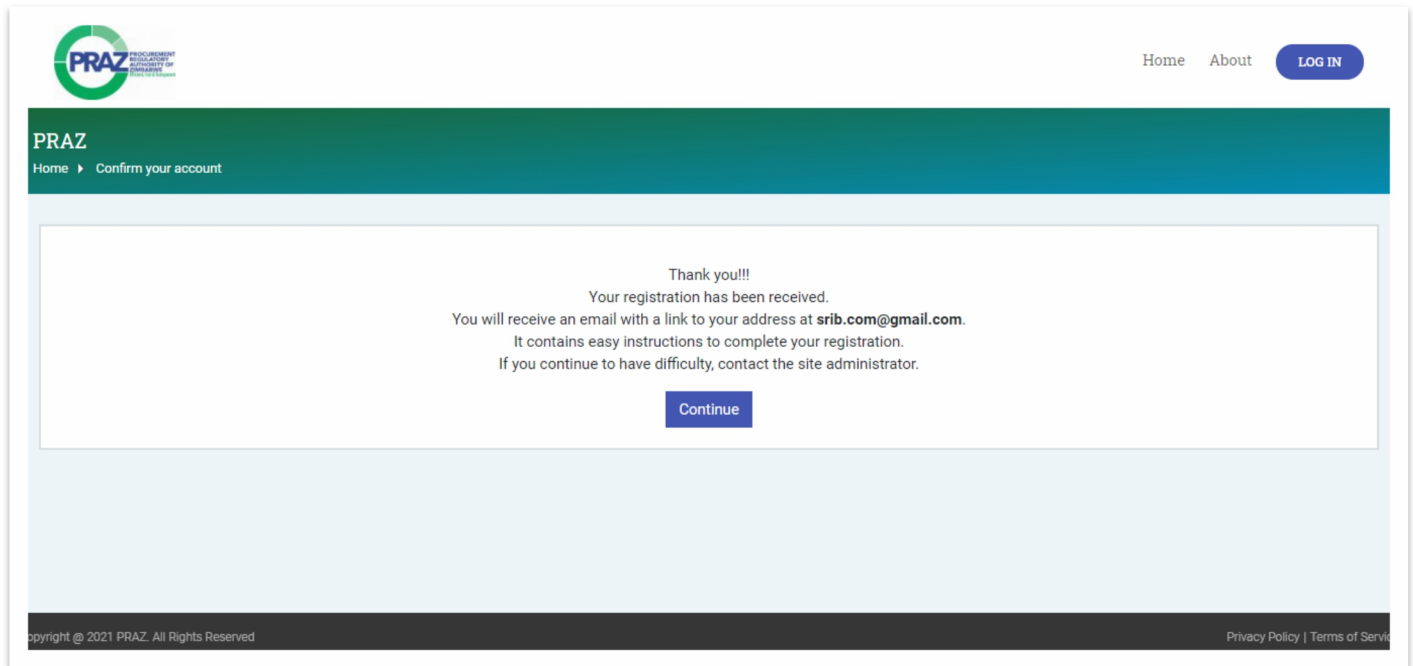 PRAZ
PROCUREMENT
REGULATORY
AUTHORITY OF
ZIMBABWE
Home About LOG IN
PRAZ
Home Confirm your account
Thank you!!!
Your registration has been received.
You will receive an email with a link to your address at srib.com@gmail.com.
It contains easy instructions to complete your registration.
If you continue to have difficulty, contact the site administrator.
Continue
opyright @ 2021 PRAZ. All Rights Reserved
Privacy Policy | Terms of Servic